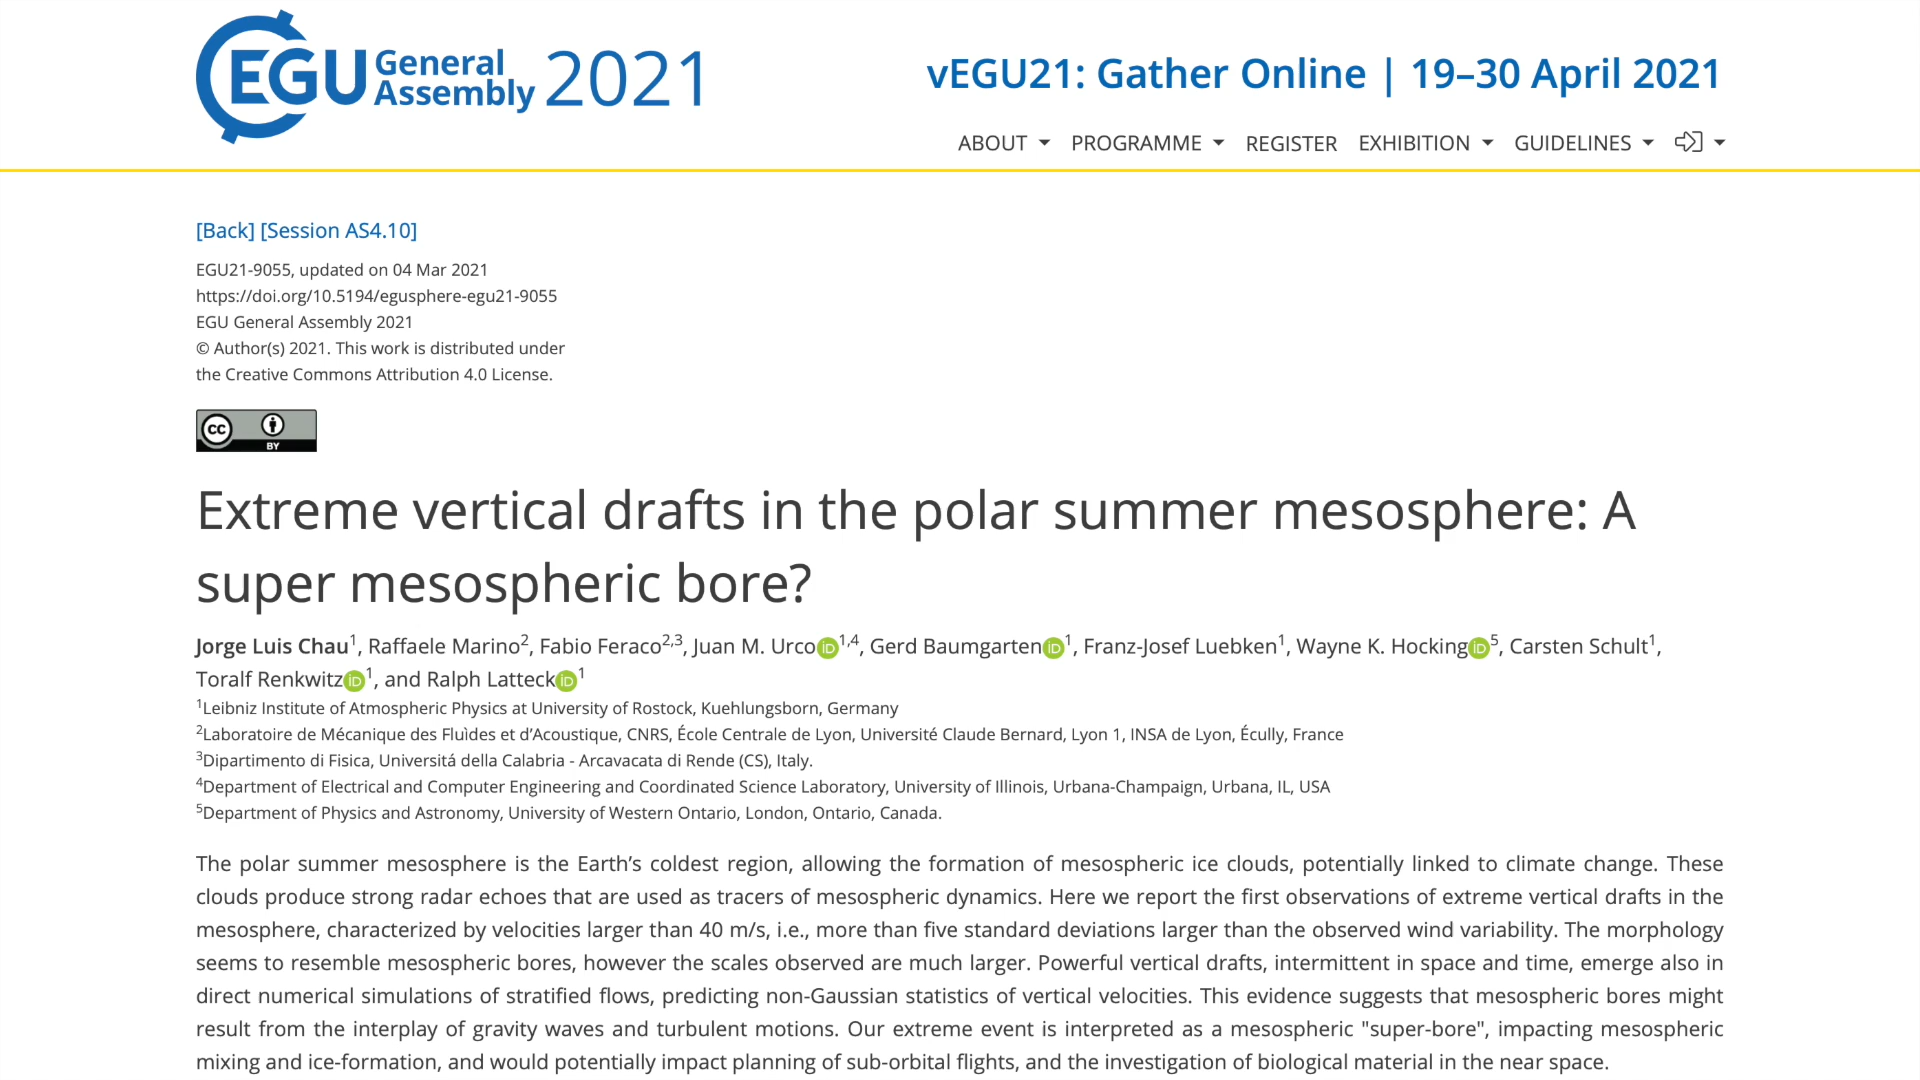 EGU General Assembly 2021
vEGU21: Gather Online | 19–30 April 2021
ABOUT PROGRAMME REGISTER EXHIBITION GUIDELINES
[Back] [Session AS4.10]
EGU21-9055, updated on 04 Mar 2021
https://doi.org/10.5194/egusphere-egu21-9055
EGU General Assembly 2021
© Author(s) 2021. This work is distributed under
the Creative Commons Attribution 4.0 License.
cc BY
Extreme vertical drafts in the polar summer mesosphere: A
super mesospheric bore?
Jorge Luis Chau1, Raffaele Marino2, Fabio Feraco2,3, Juan M. Urco iD 1,4, Gerd Baumgarten iD 1, Franz-Josef Luebken1, Wayne K. Hocking iD 5, Carsten Schult1,
Toralf Renkwitz iD 1, and Ralph Latteck iD 1
1Leibniz Institute of Atmospheric Physics at University of Rostock, Kuehlungsborn, Germany
2Laboratoire de Mécanique des Fluìdes et d’Acoustique, CNRS, École Centrale de Lyon, Université Claude Bernard, Lyon 1, INSA de Lyon, Écully, France
3Dipartimento di Fisica, Universitá della Calabria - Arcavacata di Rende (CS), Italy.
4Department of Electrical and Computer Engineering and Coordinated Science Laboratory, University of Illinois, Urbana-Champaign, Urbana, IL, USA
5Department of Physics and Astronomy, University of Western Ontario, London, Ontario, Canada.
The polar summer mesosphere is the Earth’s coldest region, allowing the formation of mesospheric ice clouds, potentially linked to climate change. These
clouds produce strong radar echoes that are used as tracers of mesospheric dynamics. Here we report the first observations of extreme vertical drafts in the
mesosphere, characterized by velocities larger than 40 m/s, i.e., more than five standard deviations larger than the observed wind variability. The morphology
seems to resemble mesospheric bores, however the scales observed are much larger. Powerful vertical drafts, intermittent in space and time, emerge also in
direct numerical simulations of stratified flows, predicting non-Gaussian statistics of vertical velocities. This evidence suggests that mesospheric bores might
result from the interplay of gravity waves and turbulent motions. Our extreme event is interpreted as a mesospheric "super-bore", impacting mesospheric
mixing and ice-formation, and would potentially impact planning of sub-orbital flights, and the investigation of biological material in the near space.